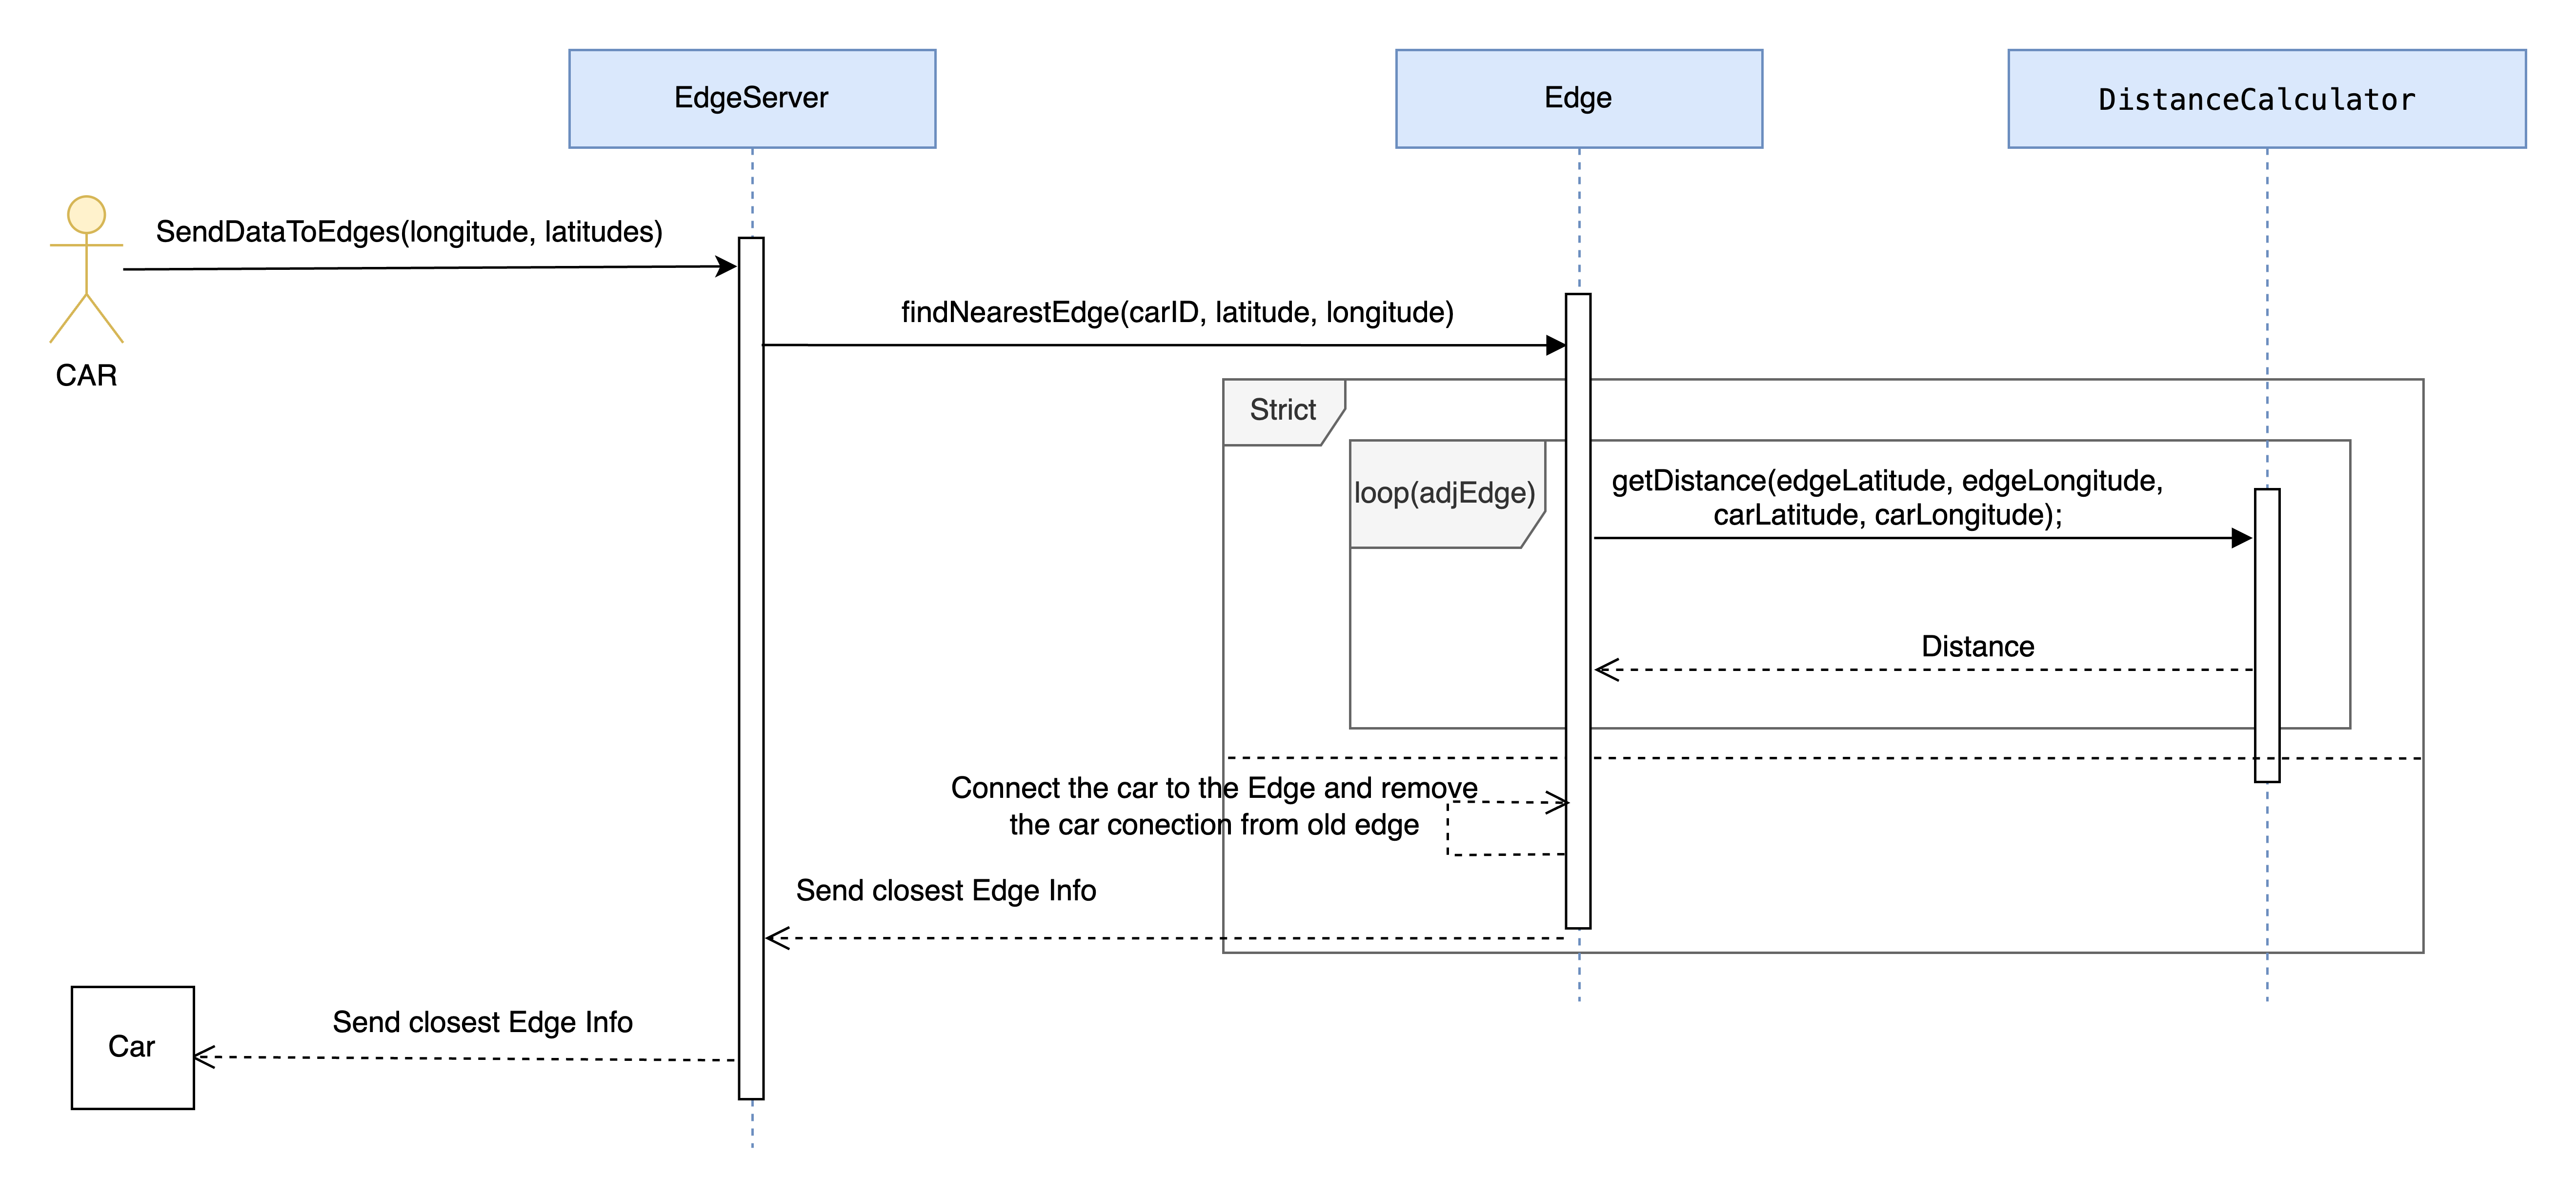 EdgeServer
Edge
DistanceCalculator
SendDataToEdges(longitude, latitudes)
CAR
findNearestEdge(carID, latitude, longitude)
Strict
loop(adjEdge)
getDistance(edgeLatitude, edgeLongitude,
carLatitude, carLongitude);
Distance
Connect the car to the Edge and remove
the car conection from old edge
Send closest Edge Info
Send closest Edge Info
Car